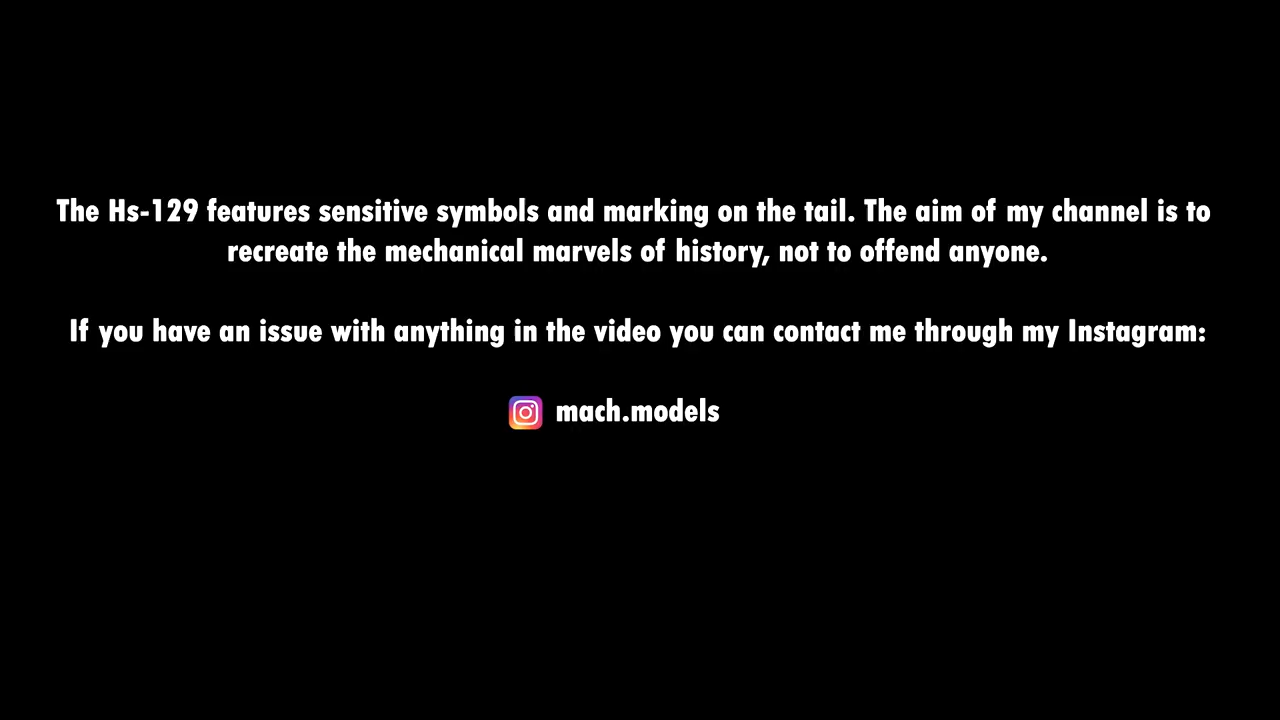 The Hs-129 features sensitive symbols and marking on the tail. The aim of my channel is to
recreate the mechanical marvels of history, not to offend anyone.
If you have an issue with anything in the video you can contact me through my Instagram:
mach.models